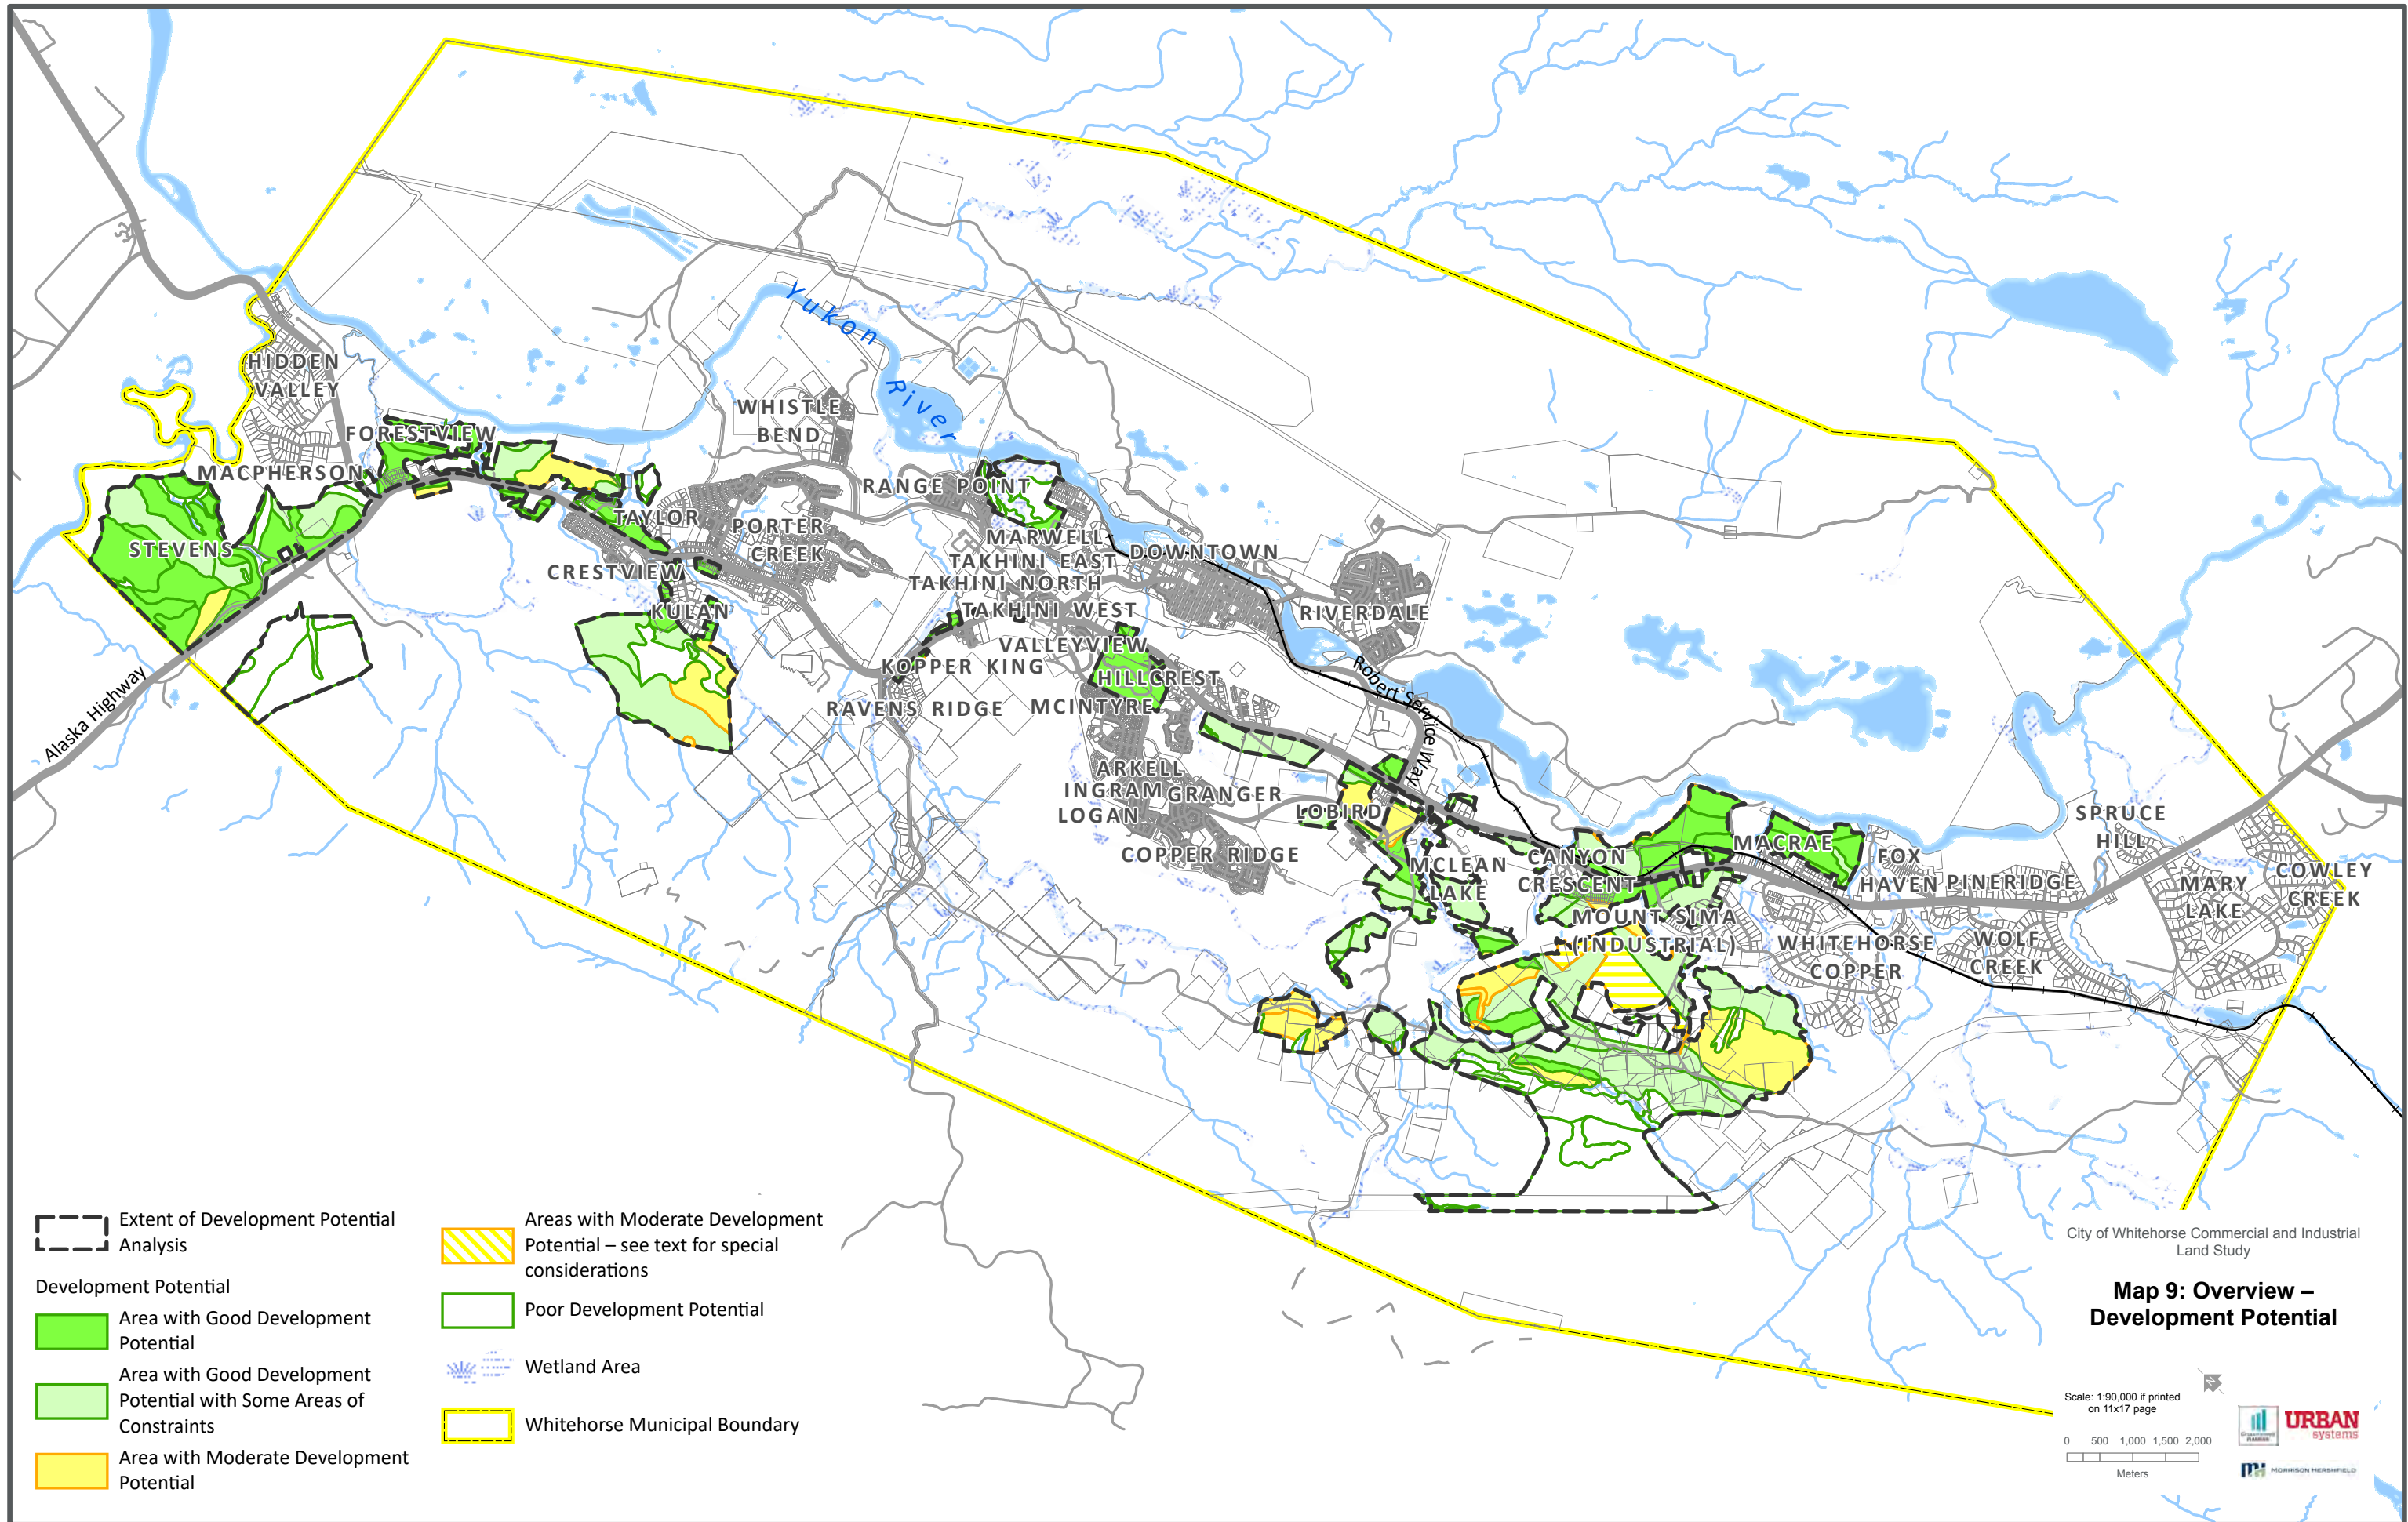 Yukon
River
HIDDEN
VALLEY
FORESTVIEW
MACPHERSON
STEVENS
WHISTLE
BEND
RANGE POINT
TAYLOR
PORTER
CREEK
CRESTVIEW
KULAN
MARWELL
TAKHINI EAST
TAKHINI NORTH
TAKHINI WEST
DOWNTOWN
RIVERDALE
VALLEYVIEW
KOPPER KING
HILLCREST
RAVENS RIDGE
MCINTYRE
Alaska Highway
Robert Service Way
ARKELL
INGRAM
GRANGER
LOGAN
COPPER RIDGE
LOBIRD
MCLEAN
LAKE
CANYON
CRESCENT
MACRAE
FOX
HAVEN
PINERIDGE
SPRUCE
HILL
MARY
LAKE
COWLEY
CREEK
MOUNT SIMA
(INDUSTRIAL)
WHITEHORSE
COPPER
WOLF
CREEK
Extent of Development Potential
Analysis
Development Potential
Area with Good Development
Potential
Area with Good Development
Potential with Some Areas of
Constraints
Area with Moderate Development
Potential
Areas with Moderate Development
Potential – see text for special
considerations
Poor Development Potential
Wetland Area
Whitehorse Municipal Boundary
City of Whitehorse Commercial and Industrial
Land Study
Map 9: Overview –
Development Potential
N
Scale: 1:90,000 if printed
on 11x17 page
0 500 1,000 1,500 2,000
Meters
URBAN
systems
MORRISON HERSHFIELD